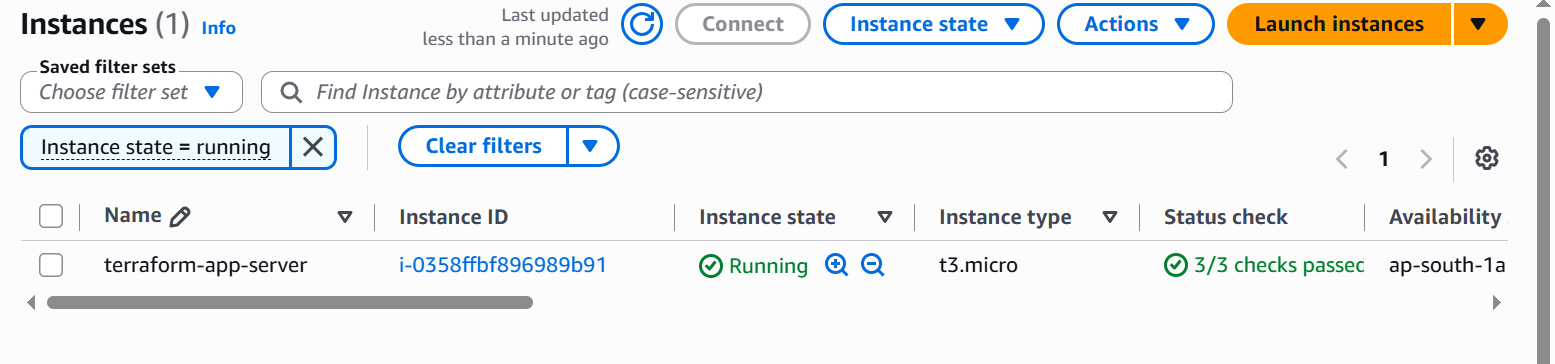 Instances (1) Info
Last updated
less than a minute ago
Connect
Instance state
Actions
Launch instances
Saved filter sets
Choose filter set
Find Instance by attribute or tag (case-sensitive)
Instance state = running
Clear filters
1
Name Instance ID Instance state Instance type Status check Availability
terraform-app-server i-0358ffbf896989b91 Running t3.micro 3/3 checks passed ap-south-1a